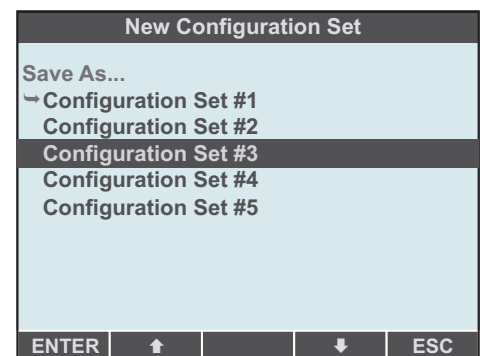 New Configuration Set
Save As...
➥Configuration Set #1
Configuration Set #2
Configuration Set #3
Configuration Set #4
Configuration Set #5
ENTER ⬆ ⬇ ESC